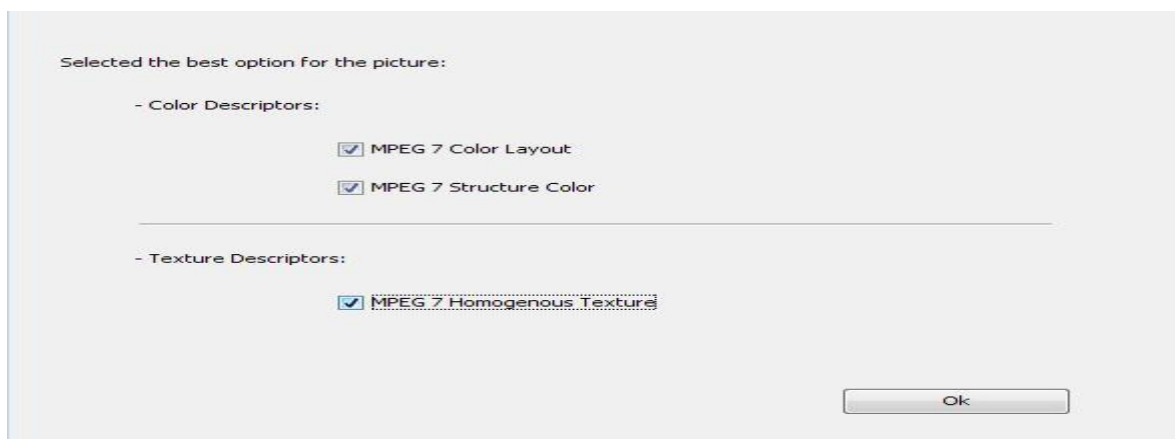 Selected the best option for the picture:
- Color Descriptors:
MPEG 7 Color Layout
MPEG 7 Structure Color
- Texture Descriptors:
MPEG 7 Homogenous Texture
Ok